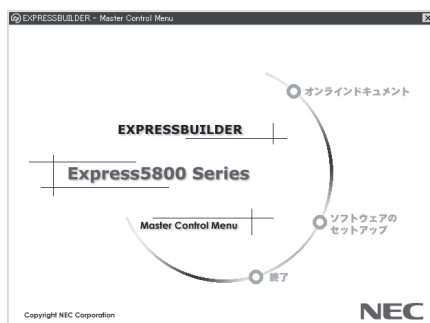 EXPRESSBUILDER - Master Control Menu
オンラインドキュメント
EXPRESSBUILDER
Express5800 Series
Master Control Menu
ソフトウェアの
セットアップ
終了
Copyright NEC Corporation
NEC